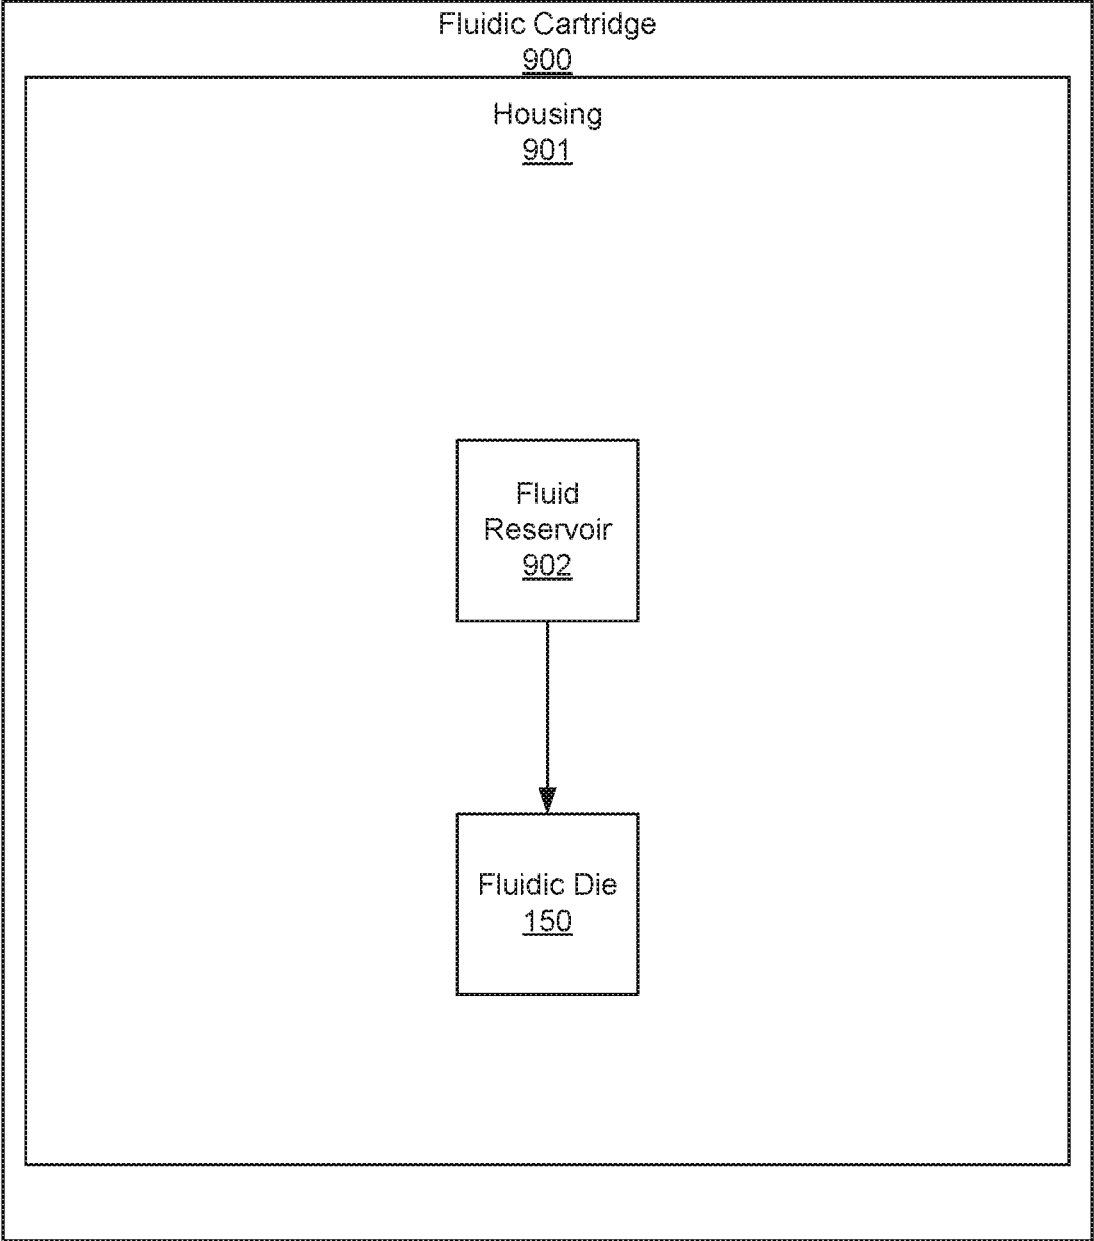 Fluidic Cartridge
900
Housing
901
Fluid
Reservoir
902
Fluidic Die
150